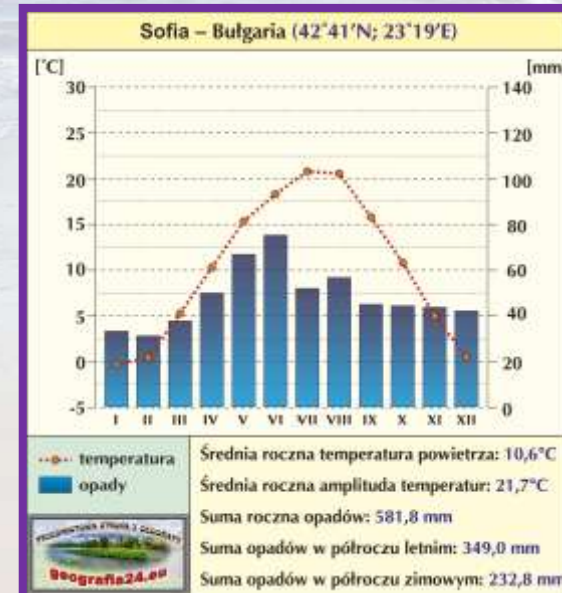 Sofia – Bułgaria (42°41'N; 23°19'E)
[°C] [mm]
30 140
25 120
20 100
15 80
10 60
5 40
0 20
-5 0
I II III IV V VI VII VIII IX X XI XII
temperatura
opady
Średnia roczna temperatura powietrza: 10,6°C
Średnia roczna amplituda temperatur: 21,7°C
Suma roczna opadów: 581,8 mm
Suma opadów w półroczu letnim: 349,0 mm
Suma opadów w półroczu zimowym: 232,8 mm
geografia24.eu